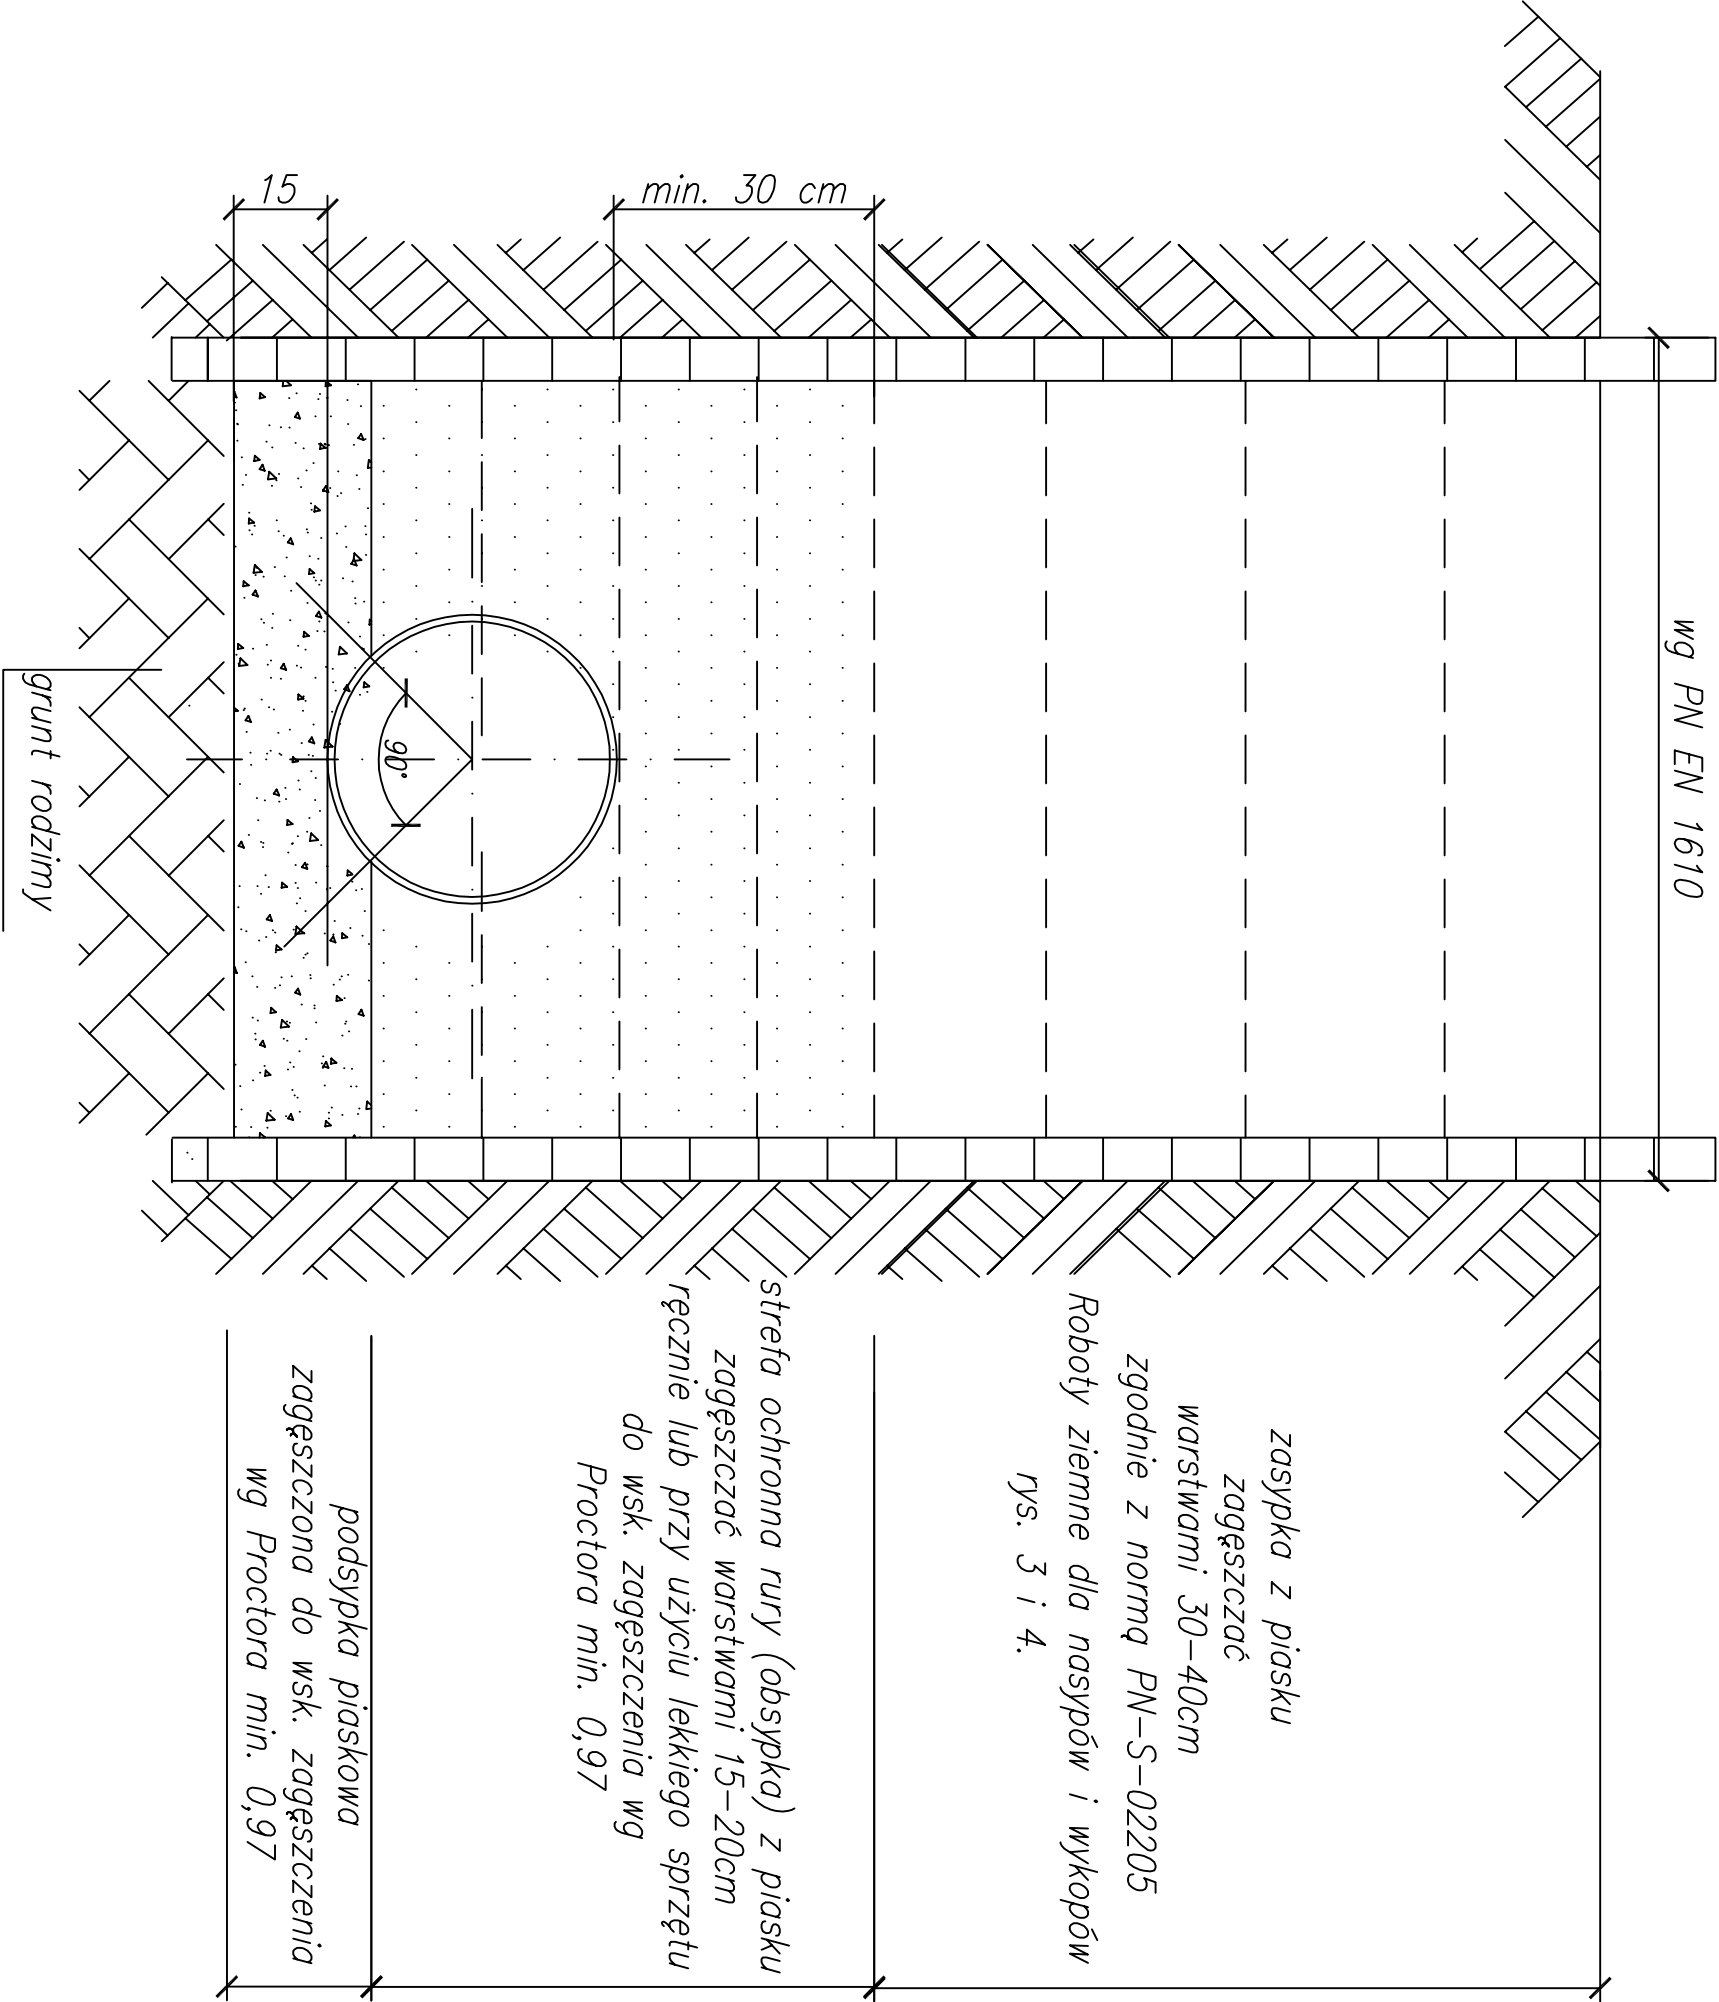 wg PN EN 1610
zasypka z piasku
zagęszczać
warstwami 30-40cm
zgodnie z normą PN-S-02205
Roboty ziemne dla nasypów i wykopów
rys. 3 i 4.
min. 30 cm
strefa ochronna rury (obsypka) z piasku
zagęszczać warstwami 15-20cm
ręcznie lub przy użyciu lekkiego sprzętu
do wsk. zagęszczenia wg
Proctora min. 0,97
90°
15
podsypka piaskowa
zagęszczona do wsk. zagęszczenia
wg Proctora min. 0,97
grunt rodzimy